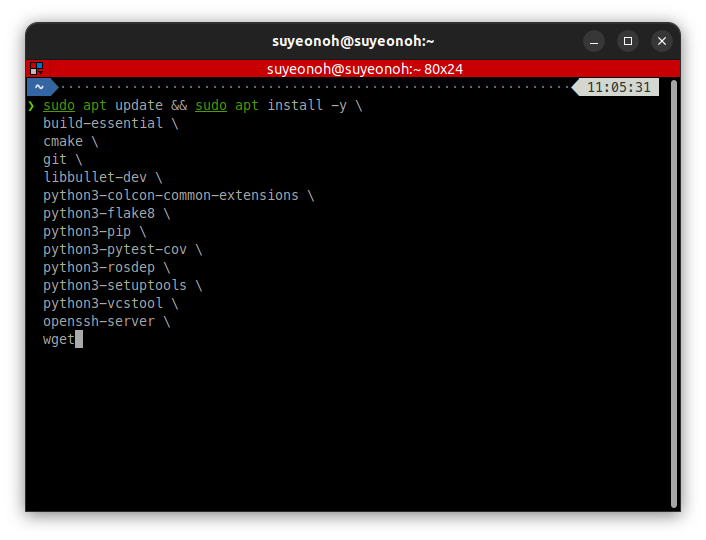 suyeonoh@suyeonoh:~
suyeonoh@suyeonoh:~ 80x24
~ 11:05:31
❯ sudo apt update && sudo apt install -y \
build-essential \
cmake \
git \
libbullet-dev \
python3-colcon-common-extensions \
python3-flake8 \
python3-pip \
python3-pytest-cov \
python3-rosdep \
python3-setuptools \
python3-vcstool \
openssh-server \
wget